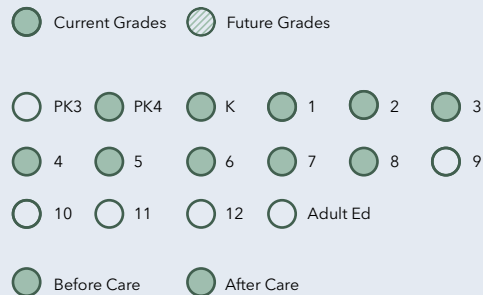 Current Grades Future Grades
PK3 PK4 K 1 2 3
4 5 6 7 8 9
10 11 12 Adult Ed
Before Care After Care